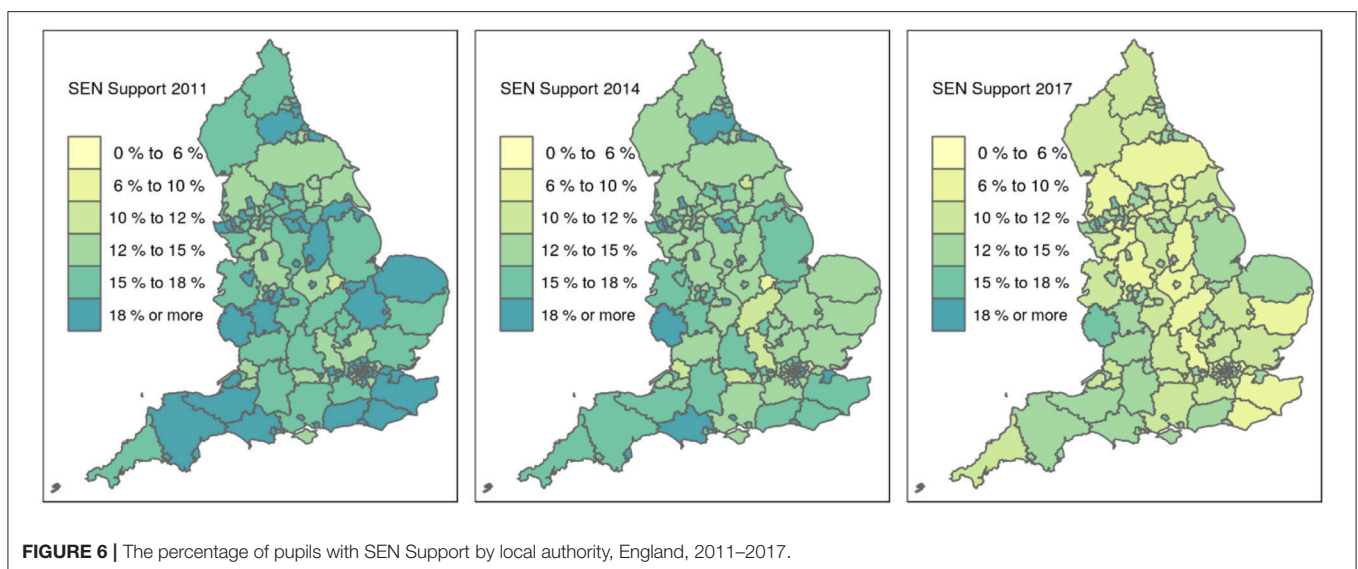 SEN Support 2011
0 % to 6 %
6 % to 10 %
10 % to 12 %
12 % to 15 %
15 % to 18 %
18 % or more
SEN Support 2014
0 % to 6 %
6 % to 10 %
10 % to 12 %
12 % to 15 %
15 % to 18 %
18 % or more
SEN Support 2017
0 % to 6 %
6 % to 10 %
10 % to 12 %
12 % to 15 %
15 % to 18 %
18 % or more
FIGURE 6 | The percentage of pupils with SEN Support by local authority, England, 2011–2017.